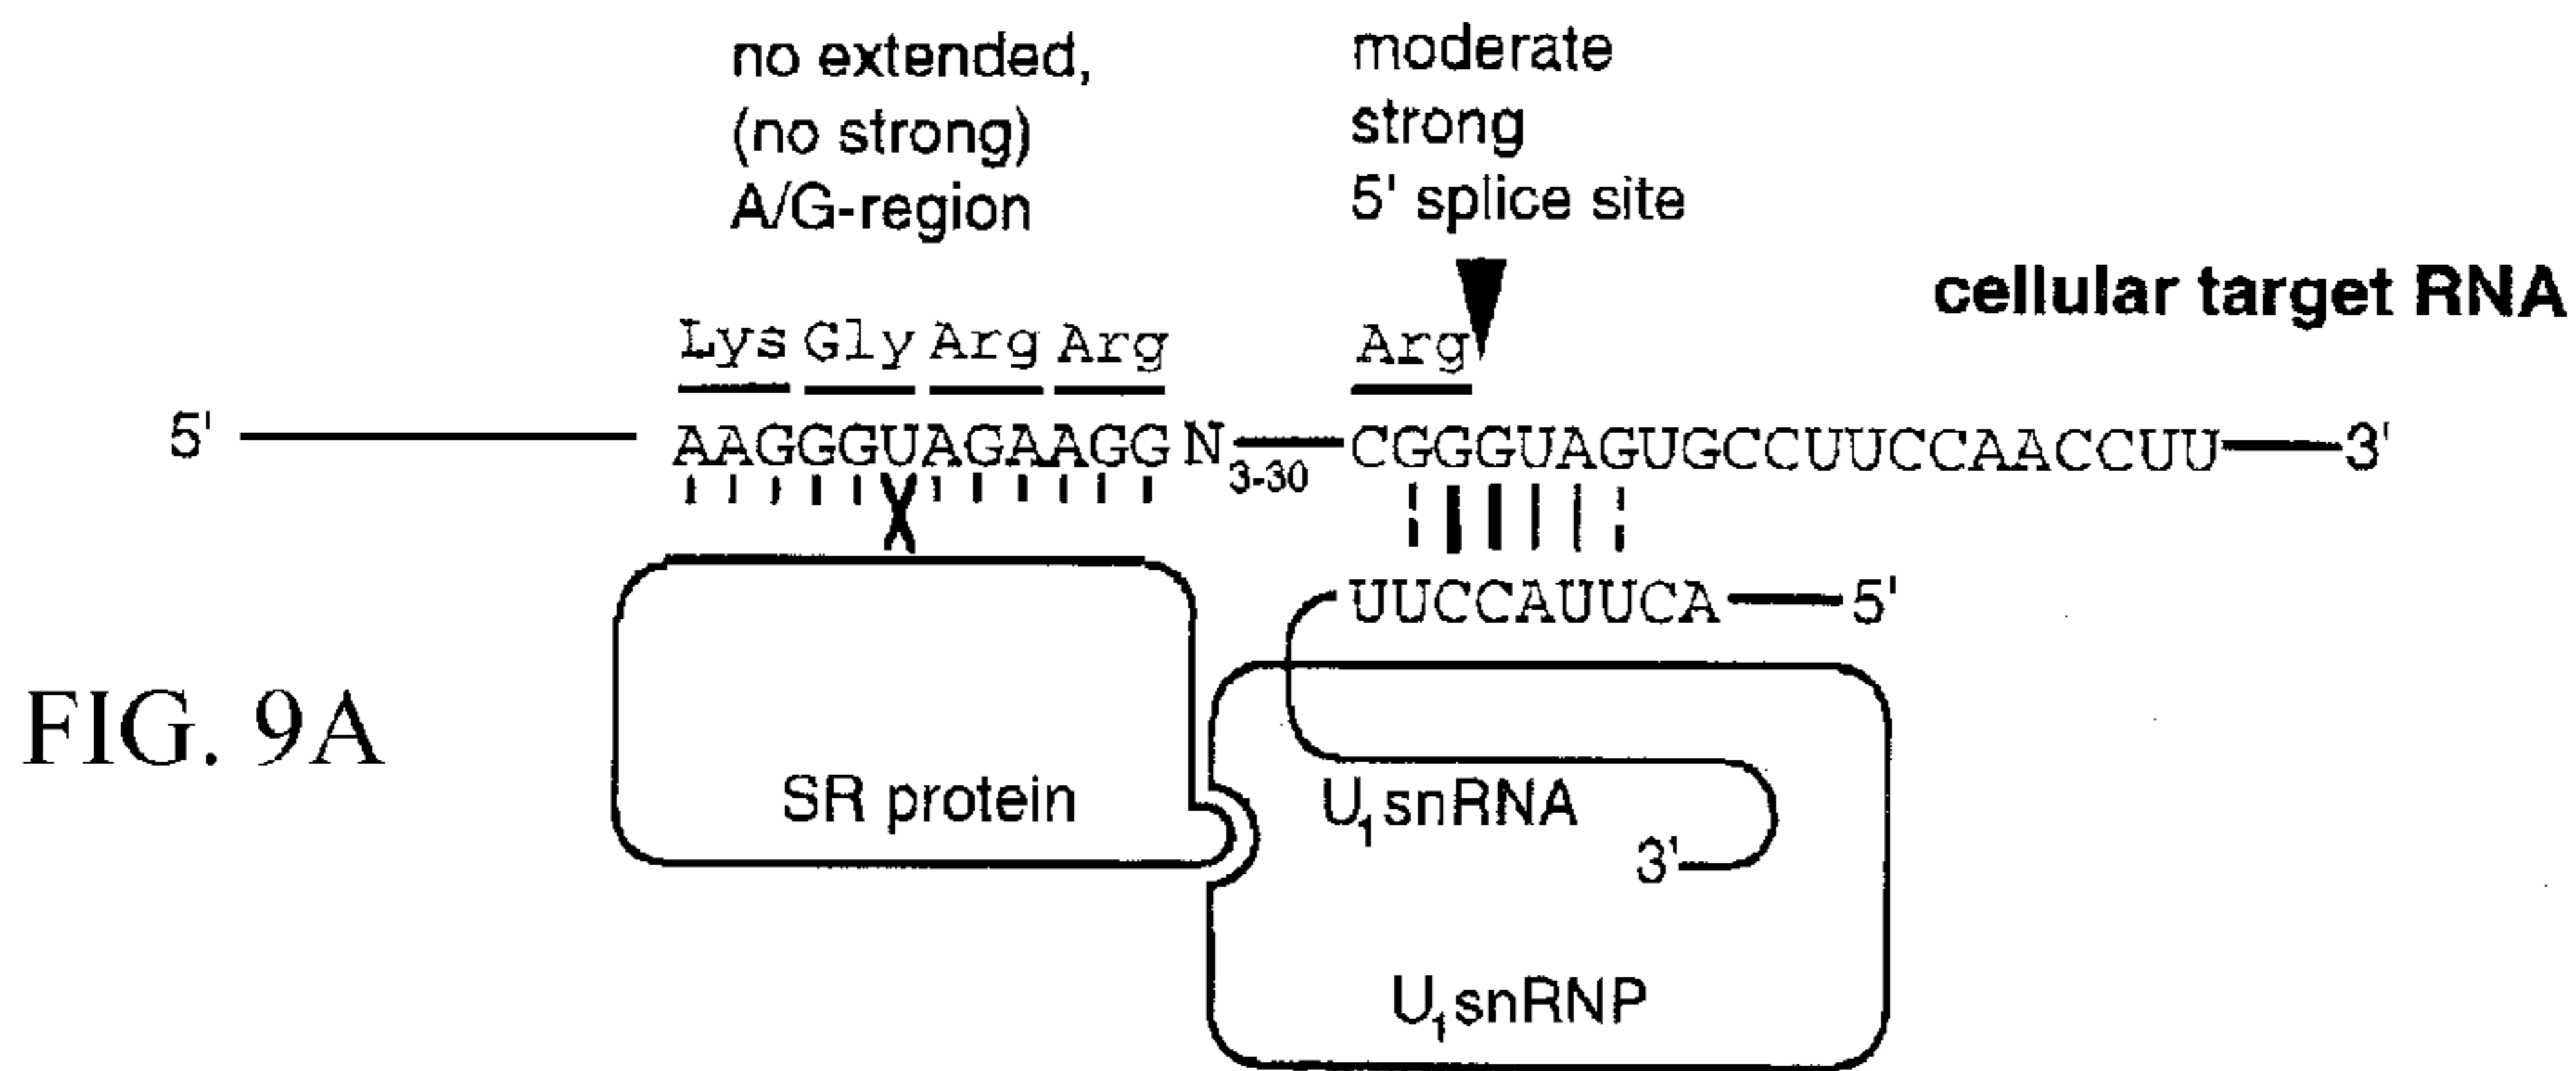 no extended,
(no strong)
A/G-region
moderate
strong
5' splice site
cellular target RNA
Lys Gly Arg Arg
Arg
5'
AAGGGUAGAAGG N3-30 CGGGUAGUGCCUUCCAACCUU 3'
UUCCAUUCA 5'
FIG. 9A
SR protein
U1snRNA
3'
U1snRNP